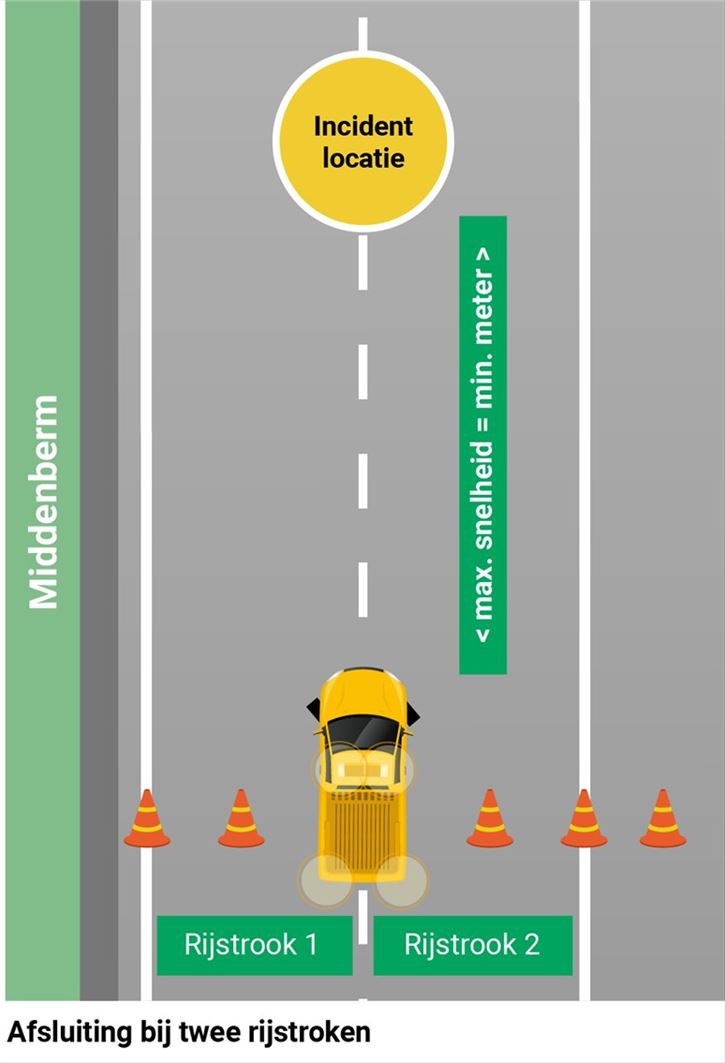 Incident
locatie
< max. snelheid = min. meter >
Middenberm
Rijstrook 1
Rijstrook 2
Afsluiting bij twee rijstroken